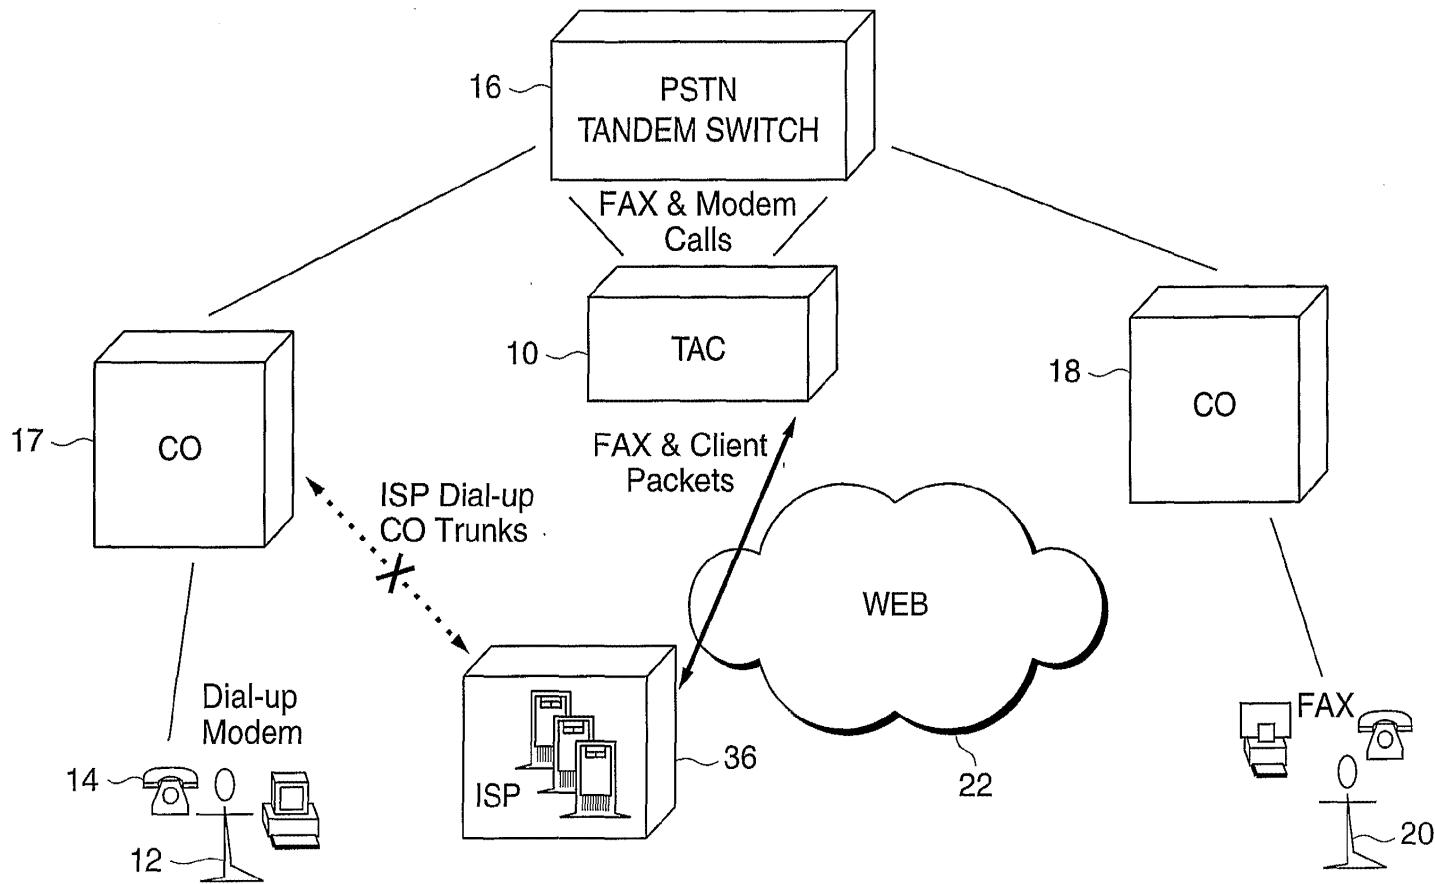 16
PSTN
TANDEM SWITCH
FAX & Modem
Calls
10
TAC
18
CO
17
CO
FAX & Client
Packets
ISP Dial-up
CO Trunks
WEB
Dial-up
Modem
FAX
14
36
22
ISP
12
20